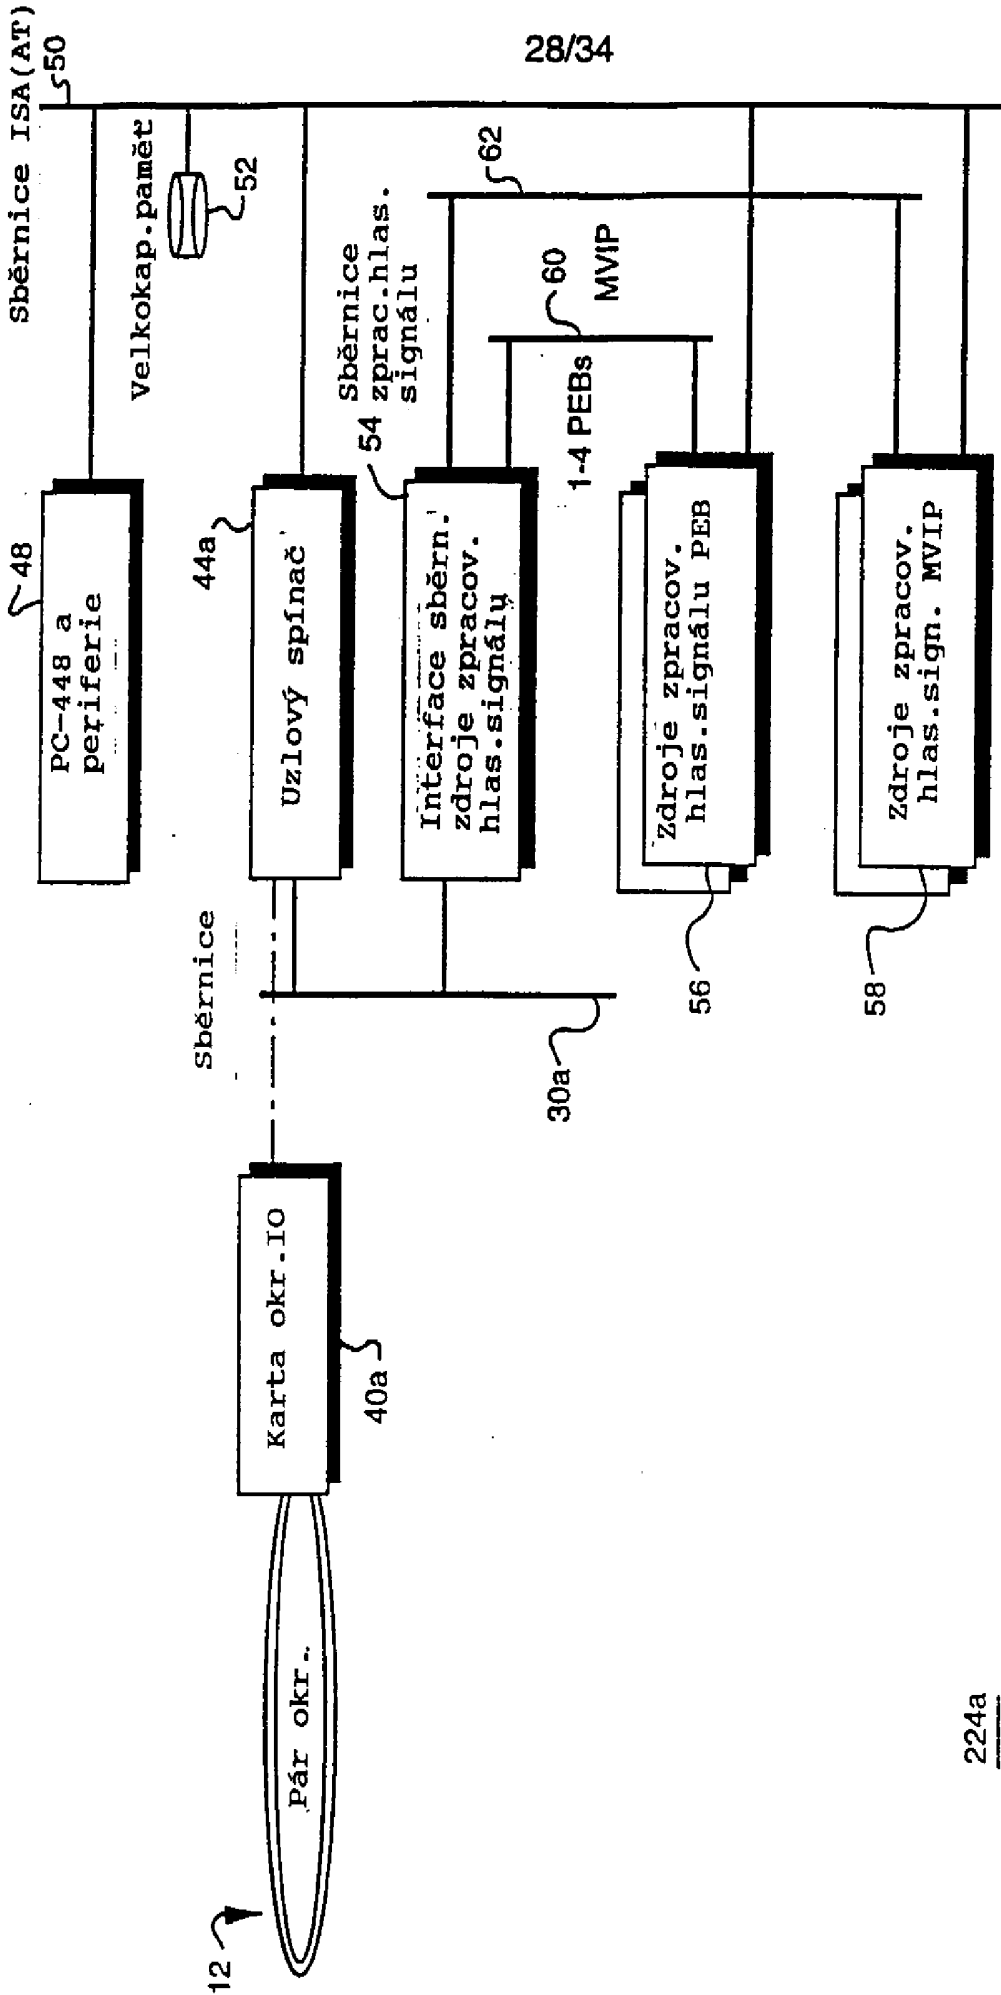 28/34
Sběrnice ISA(AT)
50
Velkokap.paměť
52
48
PC-448 a
periferie
44a
Uzlový spínač
Sběrnice
zprac.hlas.
signálu
54
Interface sběrn.
zdroje zpracov.
hlas.signálu
62
60
MVIP
1-4 PEBs
Zdroje zpracov.
hlas.signálu PEB
56
Zdroje zpracov.
hlas.sign. MVIP
58
Sběrnice
30a
Karta okr.IO
40a
Pár okr.
12
224a